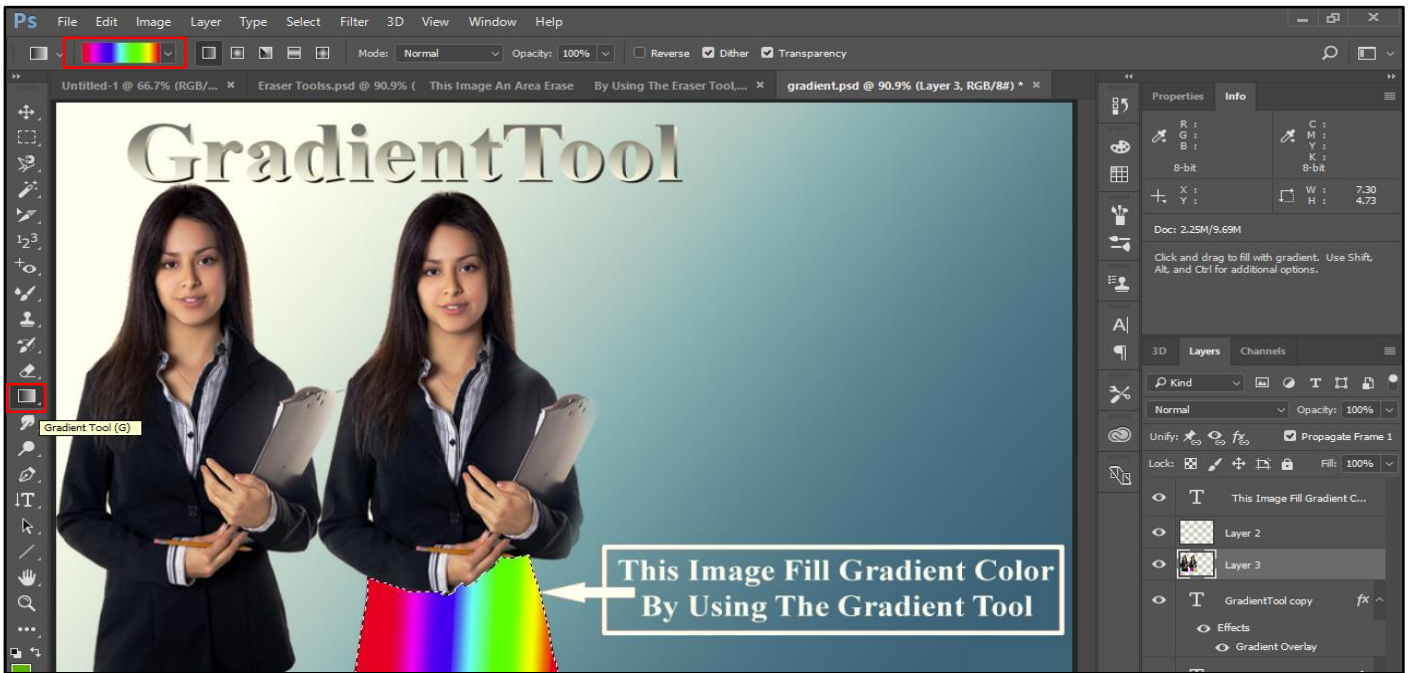 Ps File Edit Image Layer Type Select Filter 3D View Window Help
Mode: Normal Opacity: 100% Reverse Dither Transparency
Untitled-1 @ 66.7% (RGB/... × Eraser Toolss.psd @ 90.9% ( This Image An Area Erase By Using The Eraser Tool,... × gradient.psd @ 90.9% (Layer 3, RGB/8#) * ×
GradientTool
Gradient Tool (G)
This Image Fill Gradient Color
By Using The Gradient Tool
Properties Info
R : C :
G : M :
B : Y :
K :
8-bit 8-bit
X : W : 7.30
Y : H : 4.73
Doc: 2.25M/9.69M
Click and drag to fill with gradient. Use Shift,
Alt, and Ctrl for additional options.
3D Layers Channels
Kind
Normal Opacity: 100%
Unify: Propagate Frame 1
Lock: Fill: 100%
T This Image Fill Gradient C...
Layer 2
Layer 3
T GradientTool copy fx
Effects
Gradient Overlay